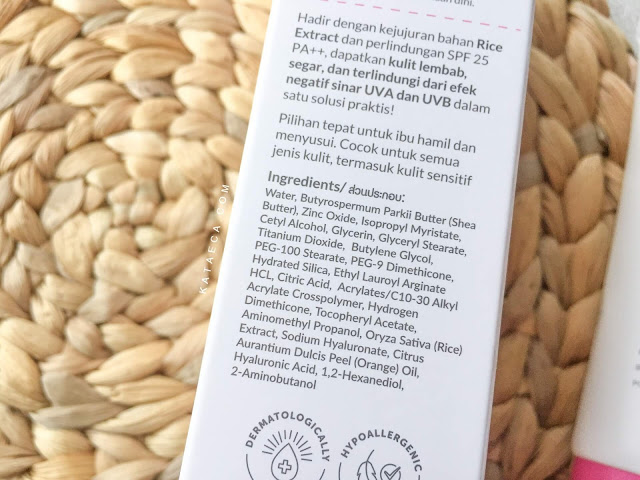 Hadir dengan kejujuran bahan Rice
Extract dan perlindungan SPF 25
PA++, dapatkan kulit lembab,
segar, dan terlindungi dari efek
negatif sinar UVA dan UVB dalam
satu solusi praktis!
Pilihan tepat untuk ibu hamil dan
menyusui. Cocok untuk semua
jenis kulit, termasuk kulit sensitif
Ingredients/ ส่วนประกอบ:
Water, Butyrospermum Parkii Butter (Shea
Butter), Zinc Oxide, Isopropyl Myristate,
Cetyl Alcohol, Glycerin, Glyceryl Stearate,
Titanium Dioxide, Butylene Glycol,
PEG-100 Stearate, PEG-9 Dimethicone,
Hydrated Silica, Ethyl Lauroyl Arginate
HCL, Citric Acid, Acrylates/C10-30 Alkyl
Acrylate Crosspolymer, Hydrogen
Dimethicone, Tocopheryl Acetate,
Aminomethyl Propanol, Oryza Sativa (Rice)
Extract, Sodium Hyaluronate, Citrus
Aurantium Dulcis Peel (Orange) Oil,
Hyaluronic Acid, 1,2-Hexanediol,
2-Aminobutanol
DERMATOLOGICALLY
HYPOALLERGENIC
KATAECA.COM